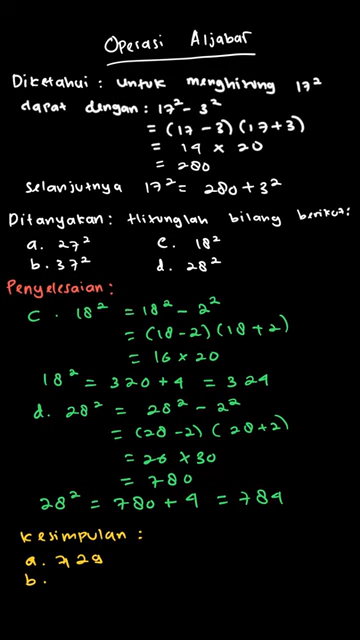 Operasi Aljabar
Diketahui : untuk menghitung 17²
dapat dengan : 17² - 3²
= (17 - 3) (17 + 3)
= 14 x 20
= 280
Selanjutnya 17² = 280 + 3²
Ditanyakan : Hitunglah bilang berikut :
a. 27² c. 18²
b. 37² d. 28²
Penyelesaian :
c. 18² = 18² - 2²
= (18 - 2) (18 + 2)
= 16 x 20
18² = 320 + 4 = 324
d. 28² = 28² - 2²
= (28 - 2) (28 + 2)
= 26 x 30
= 780
28² = 780 + 4 = 784
Kesimpulan :
a. 729
b.